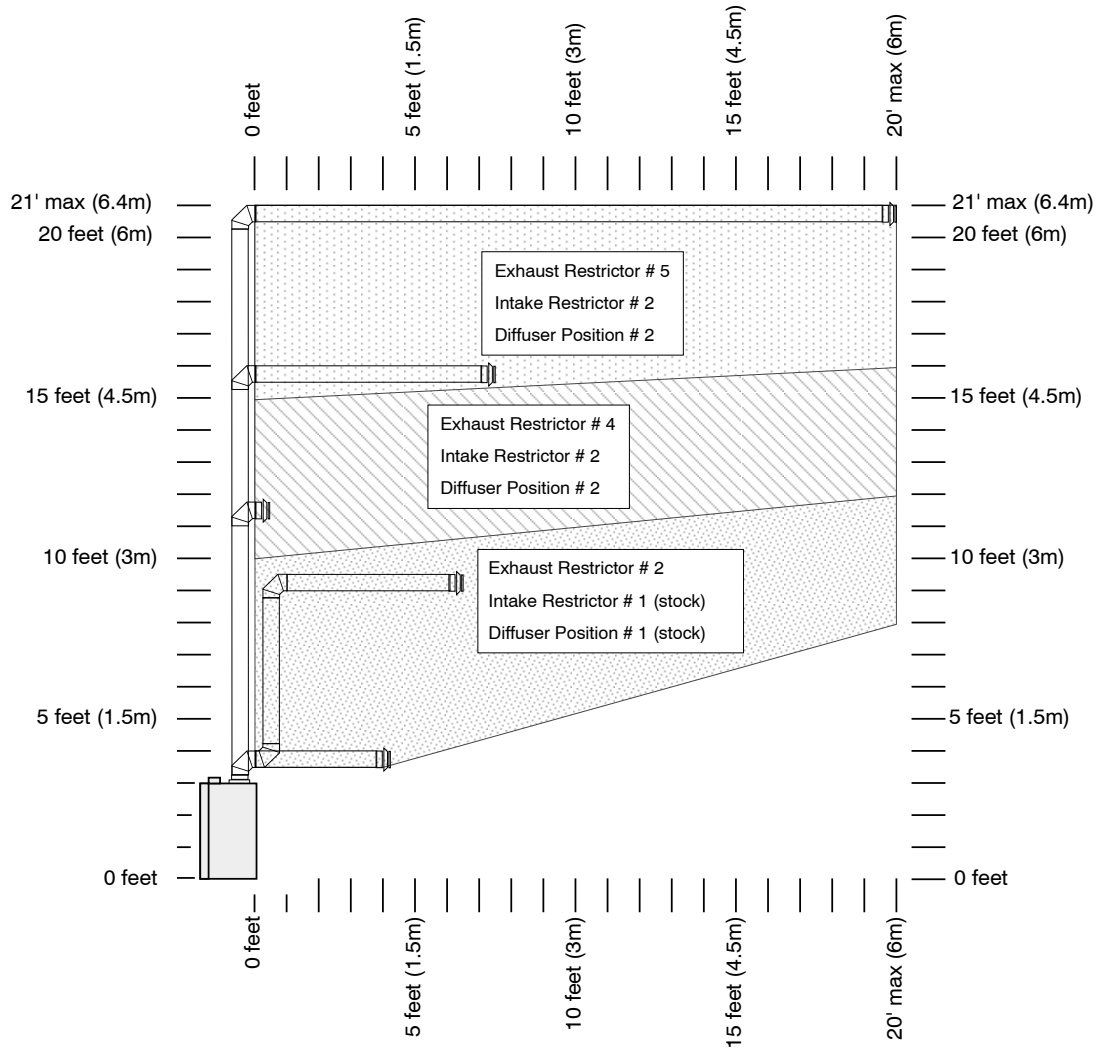 0 feet
5 feet (1.5m)
10 feet (3m)
15 feet (4.5m)
20' max (6m)
21' max (6.4m)
21' max (6.4m)
20 feet (6m)
20 feet (6m)
Exhaust Restrictor # 5
Intake Restrictor # 2
Diffuser Position # 2
15 feet (4.5m)
15 feet (4.5m)
Exhaust Restrictor # 4
Intake Restrictor # 2
Diffuser Position # 2
10 feet (3m)
10 feet (3m)
Exhaust Restrictor # 2
Intake Restrictor # 1 (stock)
Diffuser Position # 1 (stock)
5 feet (1.5m)
5 feet (1.5m)
0 feet
0 feet
0 feet
5 feet (1.5m)
10 feet (3m)
15 feet (4.5m)
20' max (6m)